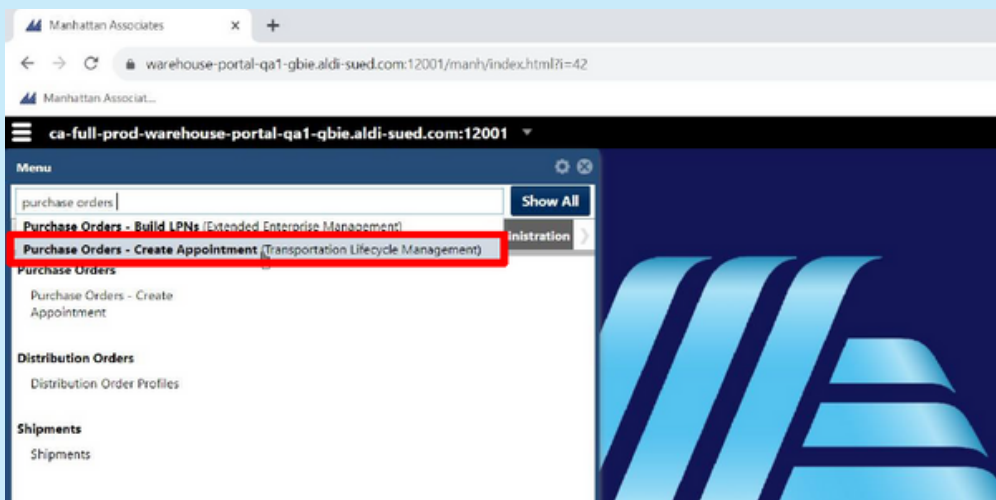 Manhattan Associates
warehouse-portal-qa1-gbie.aldi-sued.com:12001/manh/index.html?i=42
Manhattan Associat...
ca-full-prod-warehouse-portal-qa1-gbie.aldi-sued.com:12001
Menu
purchase orders
Show All
Purchase Orders - Build LPNs (Extended Enterprise Management)
inistration
Purchase Orders - Create Appointment (Transportation Lifecycle Management)
Purchase Orders
Purchase Orders - Create
Appointment
Distribution Orders
Distribution Order Profiles
Shipments
Shipments